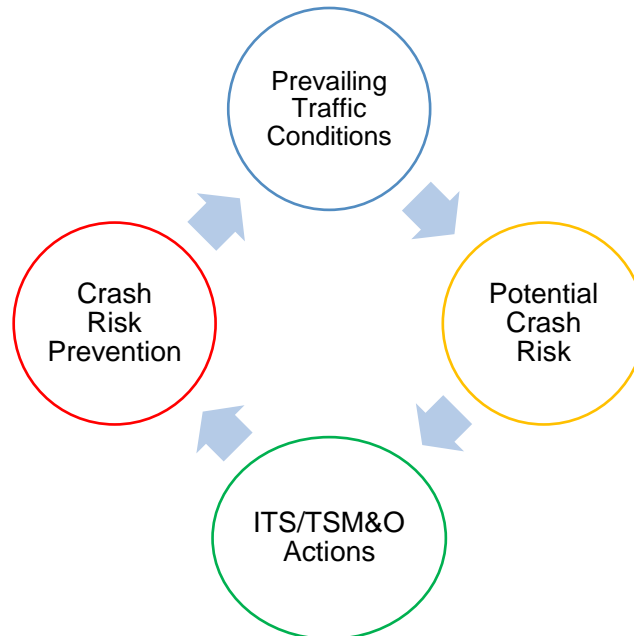 Prevailing
Traffic
Conditions
Potential
Crash
Risk
ITS/TSM&O
Actions
Crash
Risk
Prevention